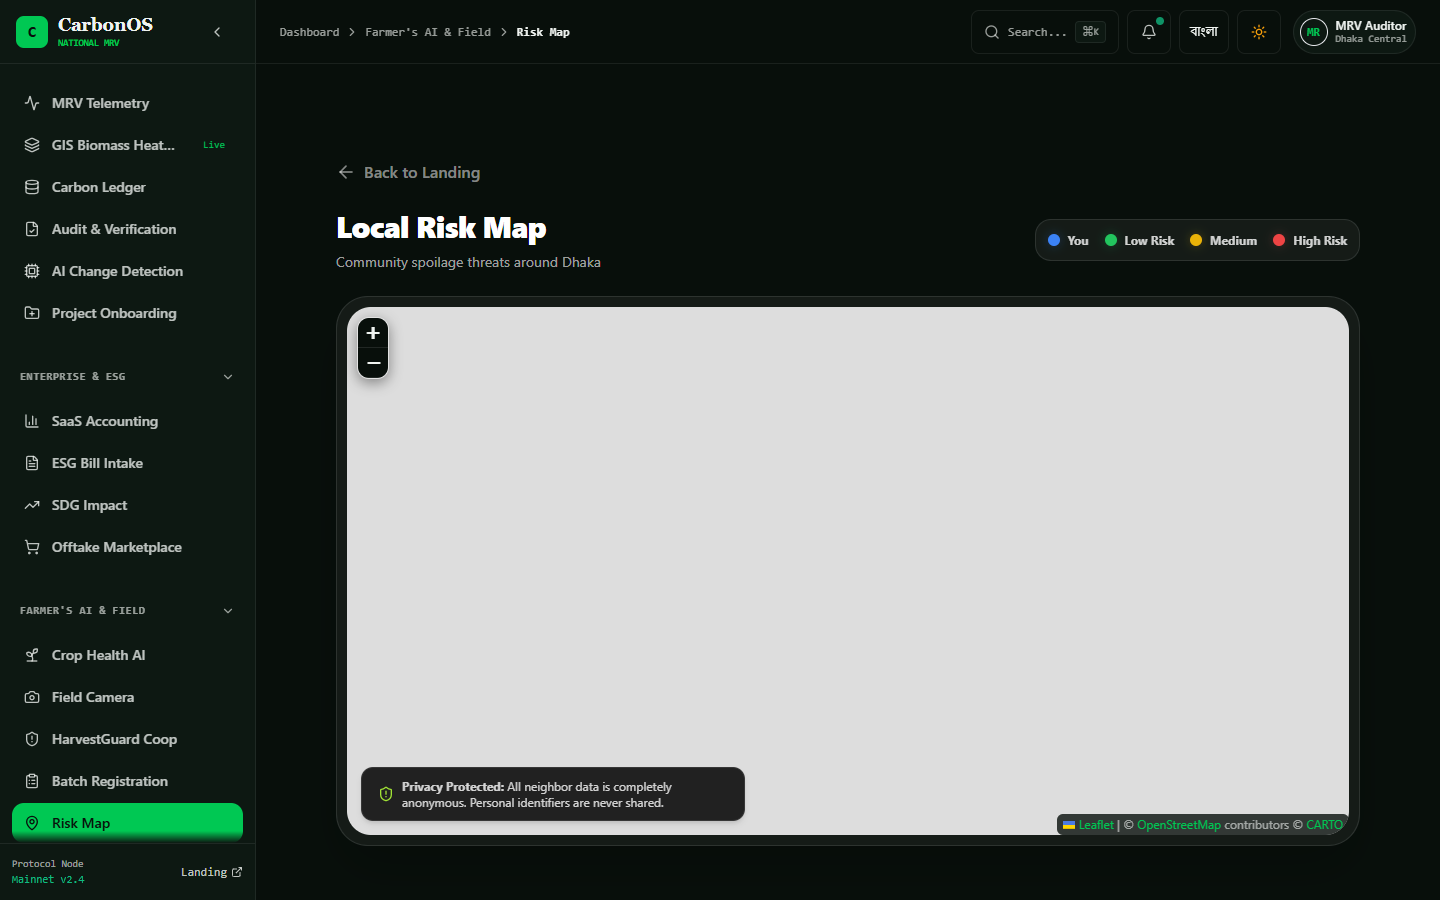 C
CarbonOS
NATIONAL MRV
Dashboard
Farmer's AI & Field
Risk Map
Search...
⌘K
বাংলা
MR
MRV Auditor
Dhaka Central
MRV Telemetry
GIS Biomass Heat...
Live
Carbon Ledger
Audit & Verification
AI Change Detection
Project Onboarding
ENTERPRISE & ESG
SaaS Accounting
ESG Bill Intake
SDG Impact
Offtake Marketplace
FARMER'S AI & FIELD
Crop Health AI
Field Camera
HarvestGuard Coop
Batch Registration
Risk Map
Protocol Node
Mainnet v2.4
Landing
Back to Landing
Local Risk Map
Community spoilage threats around Dhaka
You
Low Risk
Medium
High Risk
+
−
Privacy Protected: All neighbor data is completely
anonymous. Personal identifiers are never shared.
Leaflet | © OpenStreetMap contributors © CARTO